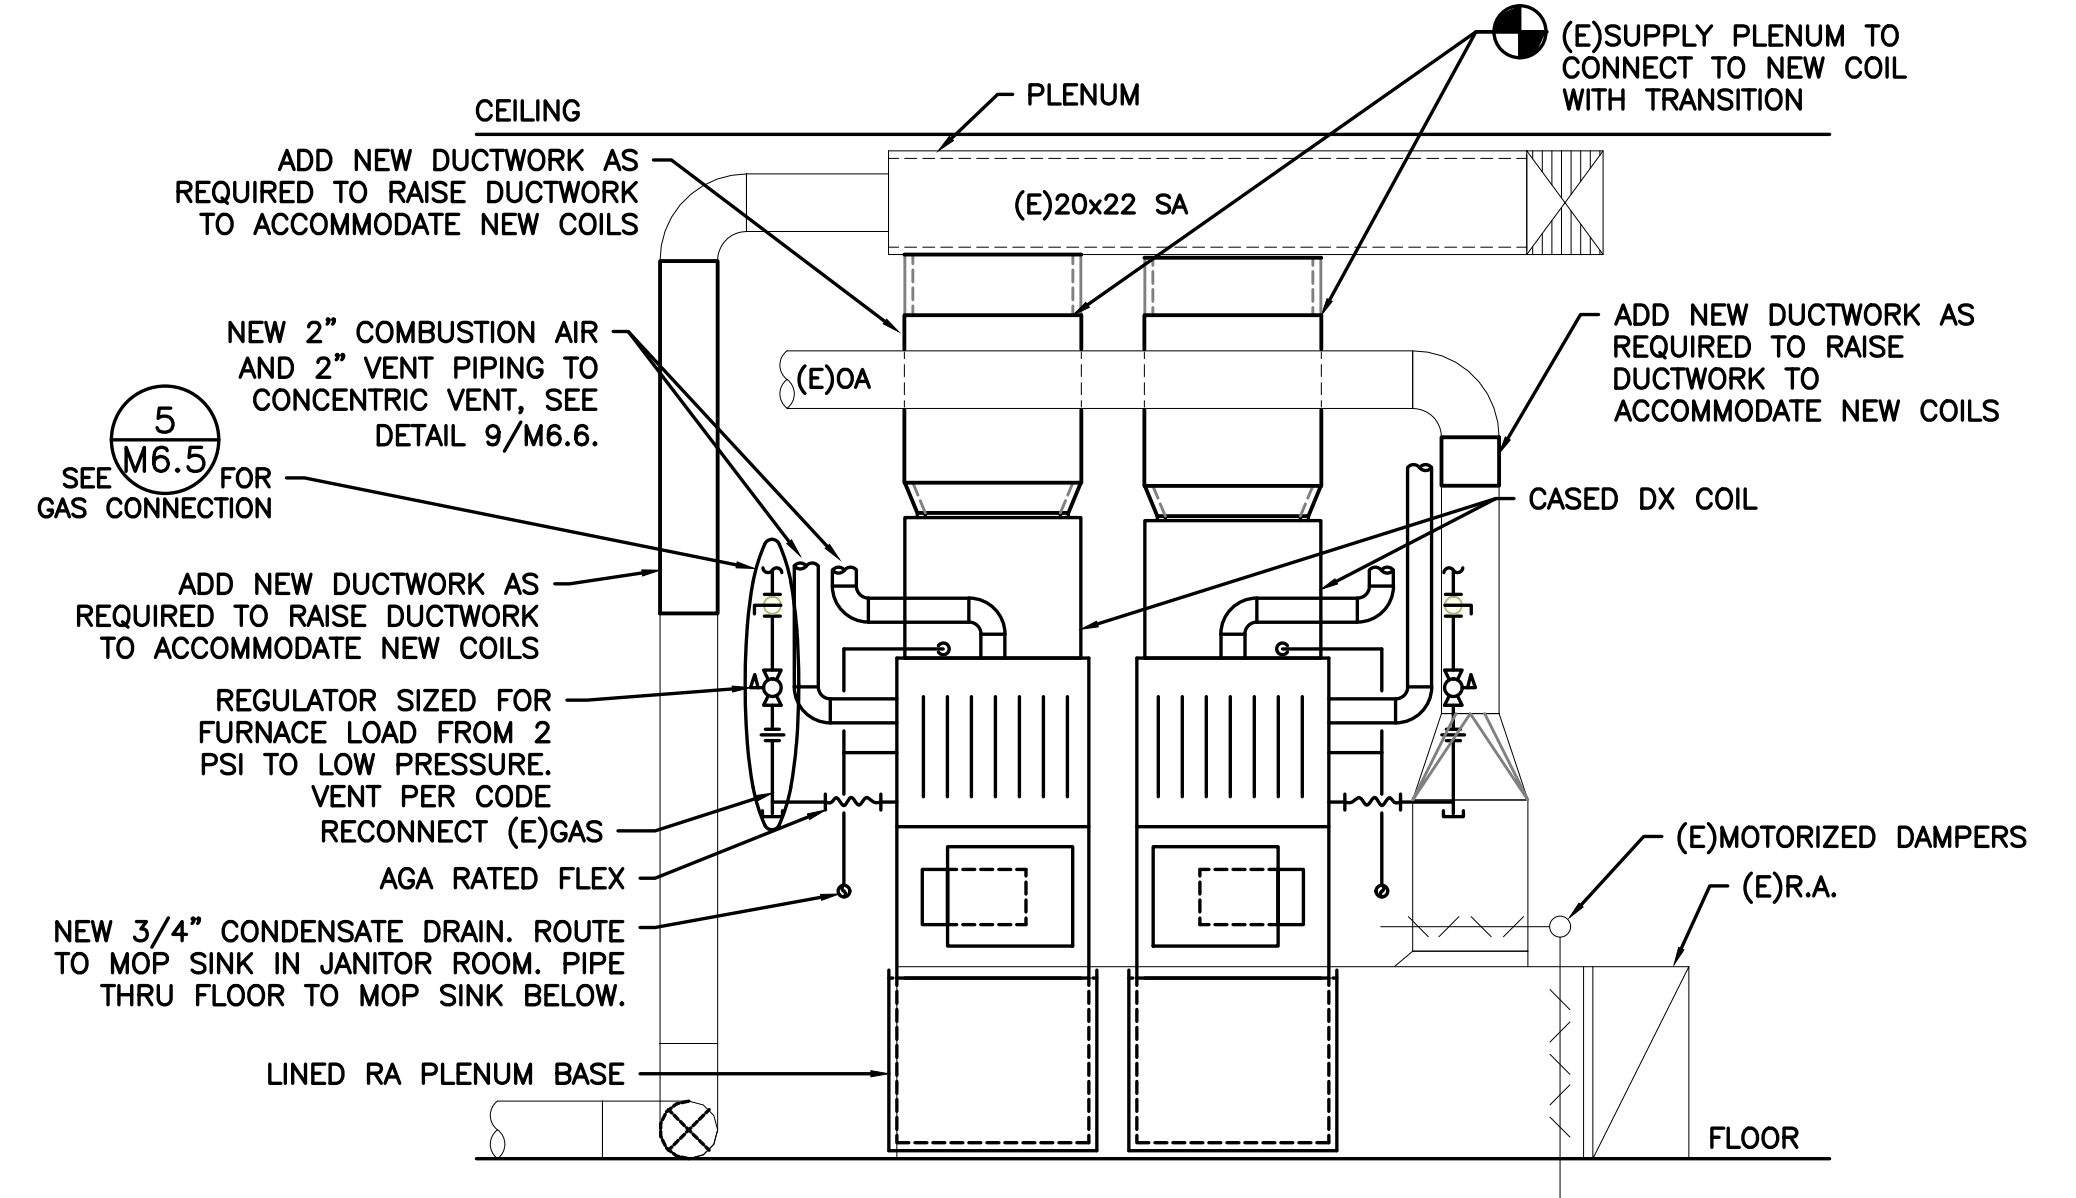 (E)SUPPLY PLENUM TO
CONNECT TO NEW COIL
WITH TRANSITION
PLENUM
CEILING
ADD NEW DUCTWORK AS
REQUIRED TO RAISE DUCTWORK
TO ACCOMMODATE NEW COILS
(E)20x22 SA
NEW 2” COMBUSTION AIR
AND 2” VENT PIPING TO
CONCENTRIC VENT, SEE
DETAIL 9/M6.6.
(E)OA
ADD NEW DUCTWORK AS
REQUIRED TO RAISE
DUCTWORK TO
ACCOMMODATE NEW COILS
5
M6.5
SEE FOR
GAS CONNECTION
CASED DX COIL
ADD NEW DUCTWORK AS
REQUIRED TO RAISE DUCTWORK
TO ACCOMMODATE NEW COILS
REGULATOR SIZED FOR
FURNACE LOAD FROM 2
PSI TO LOW PRESSURE.
VENT PER CODE
RECONNECT (E)GAS
AGA RATED FLEX
(E)MOTORIZED DAMPERS
(E)R.A.
NEW 3/4” CONDENSATE DRAIN. ROUTE
TO MOP SINK IN JANITOR ROOM. PIPE
THRU FLOOR TO MOP SINK BELOW.
LINED RA PLENUM BASE
FLOOR